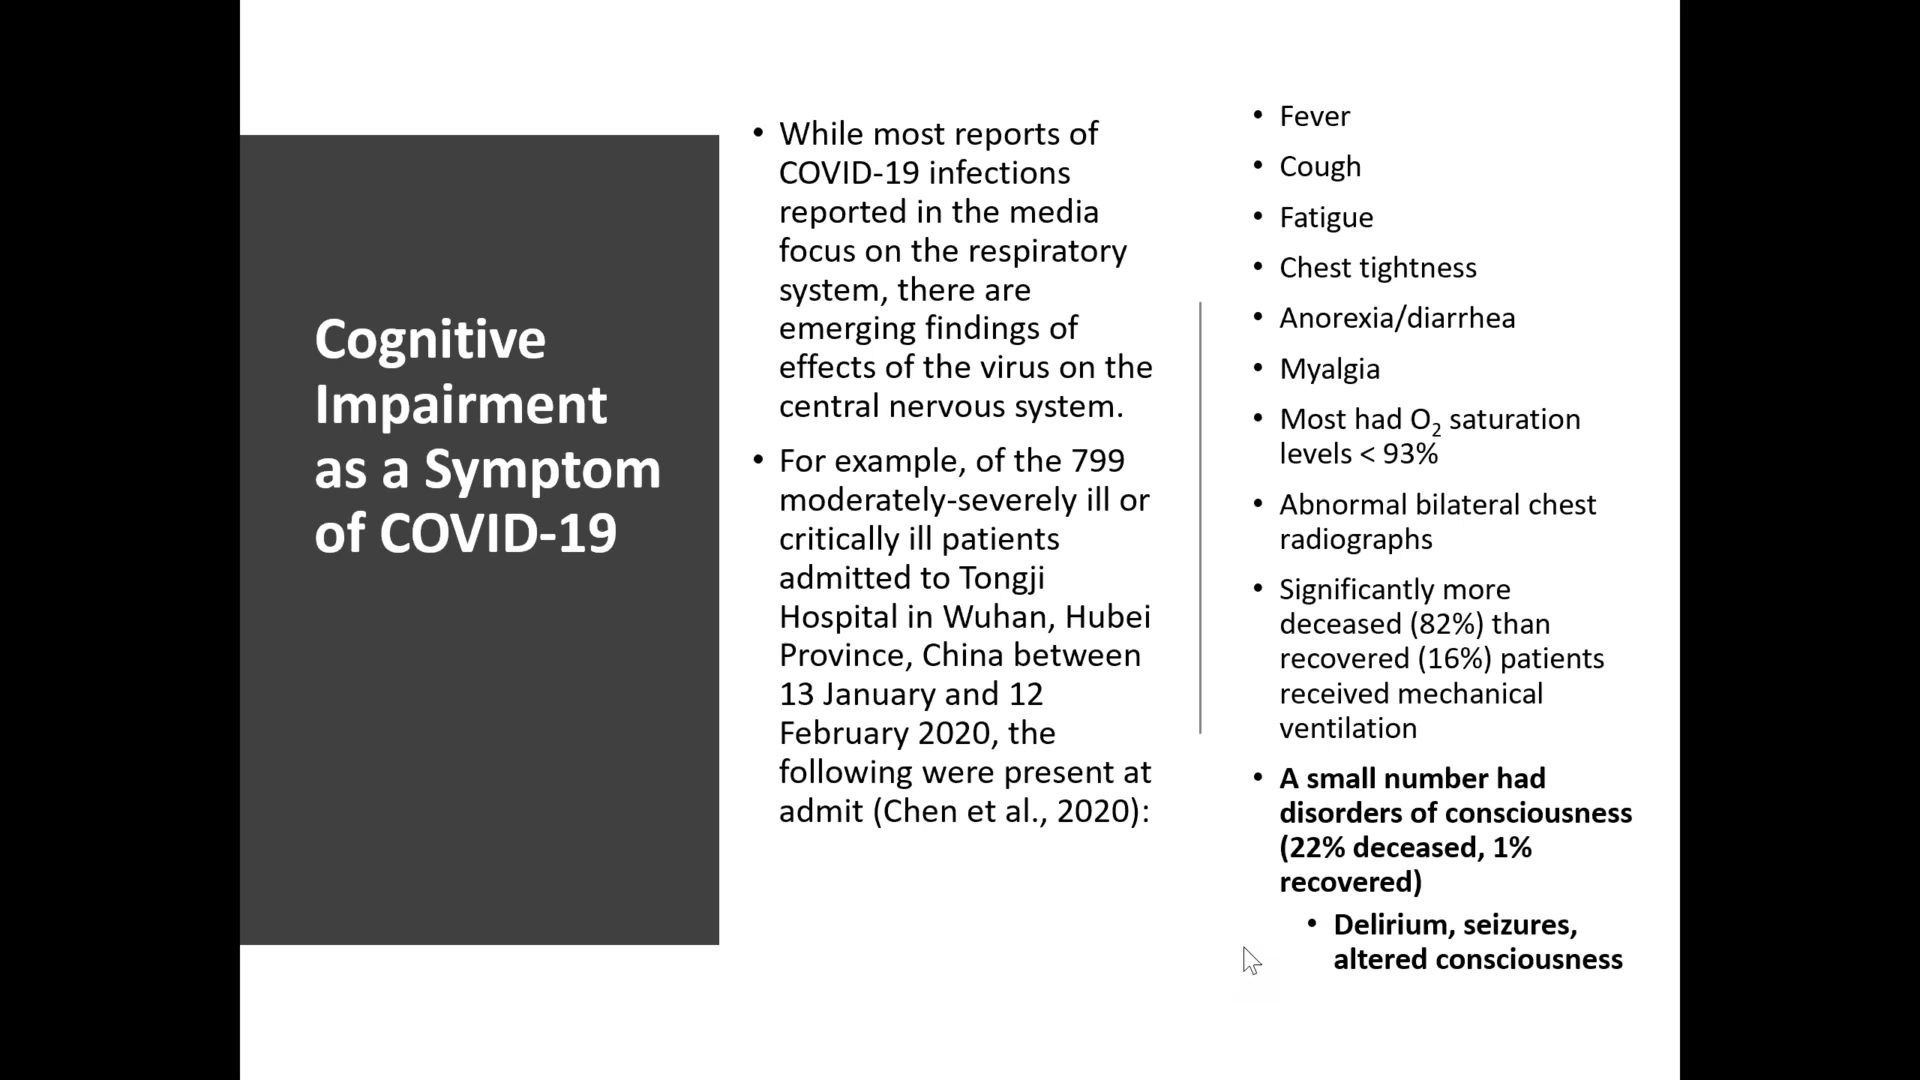 Cognitive
Impairment
as a Symptom
of COVID-19
• While most reports of
COVID-19 infections
reported in the media
focus on the respiratory
system, there are
emerging findings of
effects of the virus on the
central nervous system.
• For example, of the 799
moderately-severely ill or
critically ill patients
admitted to Tongji
Hospital in Wuhan, Hubei
Province, China between
13 January and 12
February 2020, the
following were present at
admit (Chen et al., 2020):
• Fever
• Cough
• Fatigue
• Chest tightness
• Anorexia/diarrhea
• Myalgia
• Most had O₂ saturation
levels < 93%
• Abnormal bilateral chest
radiographs
• Significantly more
deceased (82%) than
recovered (16%) patients
received mechanical
ventilation
• A small number had
disorders of consciousness
(22% deceased, 1%
recovered)
• Delirium, seizures,
altered consciousness